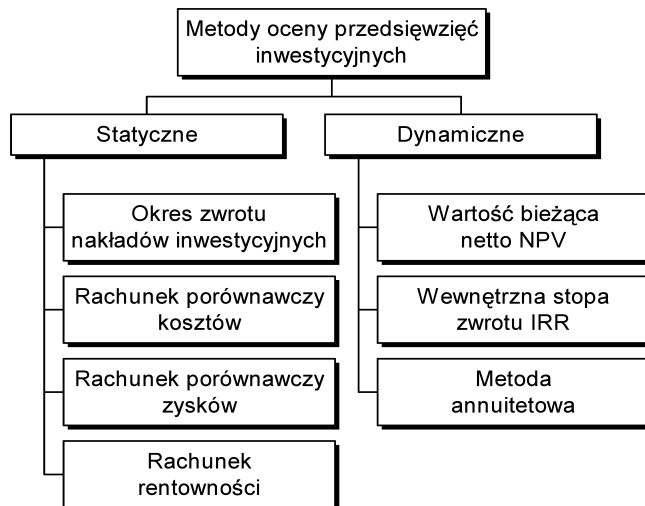 Metody oceny przedsięwzięć
inwestycyjnych
Statyczne
Okres zwrotu
nakładów inwestycyjnych
Rachunek porównawczy
kosztów
Rachunek porównawczy
zysków
Rachunek
rentowności
Dynamiczne
Wartość bieżąca
netto NPV
Wewnętrzna stopa
zwrotu IRR
Metoda
annuitetowa